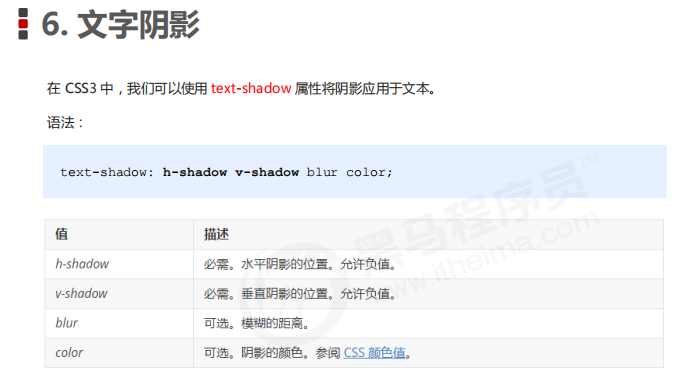 6. 文字阴影
在 CSS3 中，我们可以使用 text-shadow 属性将阴影应用于文本。
语法：
text-shadow: h-shadow v-shadow blur color;
值 描述
h-shadow 必需。水平阴影的位置。允许负值。
v-shadow 必需。垂直阴影的位置。允许负值。
blur 可选。模糊的距离。
color 可选。阴影的颜色。参阅 CSS 颜色值。
黑马程序员™
www.itheima.com